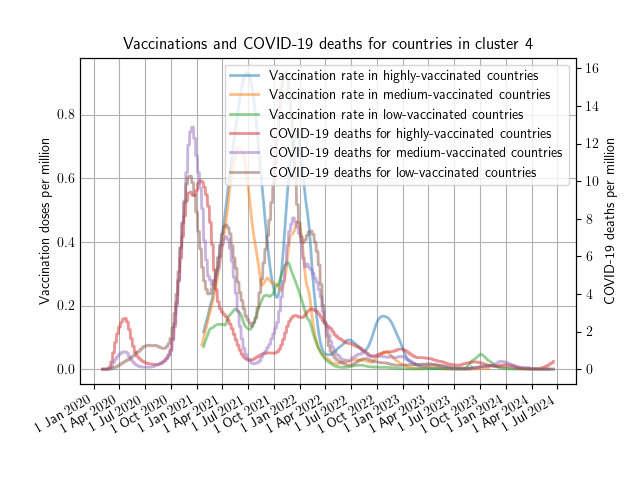 Vaccinations and COVID-19 deaths for countries in cluster 4
Vaccination rate in highly-vaccinated countries
Vaccination rate in medium-vaccinated countries
Vaccination rate in low-vaccinated countries
COVID-19 deaths for highly-vaccinated countries
COVID-19 deaths for medium-vaccinated countries
COVID-19 deaths for low-vaccinated countries
Vaccination doses per million
0.8
0.6
0.4
0.2
0.0
COVID-19 deaths per million
16
14
12
10
8
6
4
2
0
1 Jan 2020
1 Apr 2020
1 Jul 2020
1 Oct 2020
1 Jan 2021
1 Apr 2021
1 Jul 2021
1 Oct 2021
1 Jan 2022
1 Apr 2022
1 Jul 2022
1 Oct 2022
1 Jan 2023
1 Apr 2023
1 Jul 2023
1 Oct 2023
1 Jan 2024
1 Apr 2024
1 Jul 2024